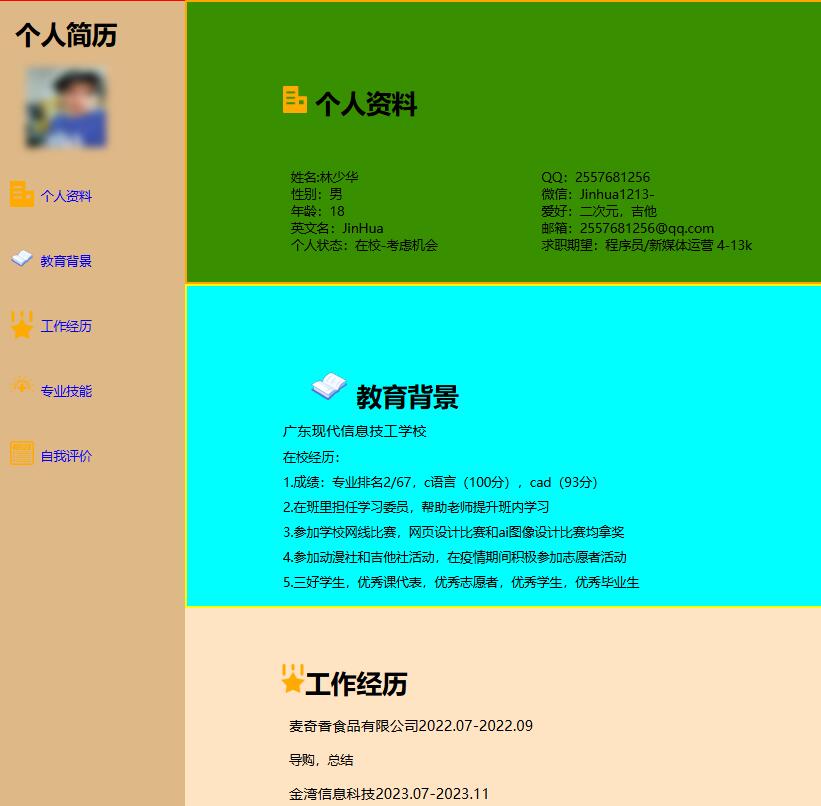 个人简历
个人资料
教育背景
工作经历
专业技能
自我评价
个人资料
姓名:林少华
性别：男
年龄：18
英文名：JinHua
个人状态：在校-考虑机会
QQ：2557681256
微信：Jinhua1213-
爱好：二次元，吉他
邮箱：2557681256@qq.com
求职期望：程序员/新媒体运营 4-13k
教育背景
广东现代信息技工学校
在校经历：
1.成绩：专业排名2/67，c语言（100分），cad（93分）
2.在班里担任学习委员，帮助老师提升班内学习
3.参加学校网线比赛，网页设计比赛和ai图像设计比赛均拿奖
4.参加动漫社和吉他社活动，在疫情期间积极参加志愿者活动
5.三好学生，优秀课代表，优秀志愿者，优秀学生，优秀毕业生
工作经历
麦奇香食品有限公司2022.07-2022.09
导购，总结
金湾信息科技2023.07-2023.11